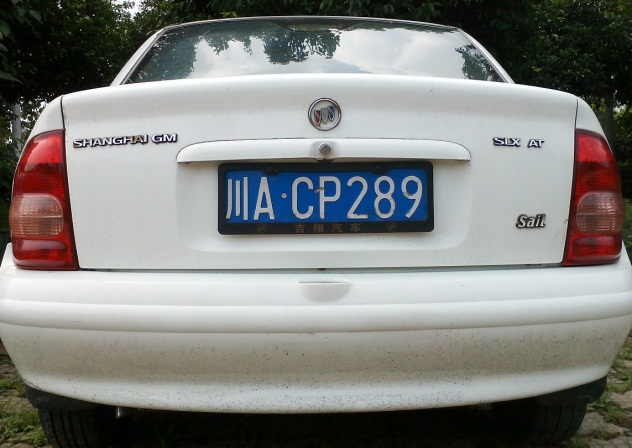 SHANGHAI GM
SLX AT
川A·CP289
Sail
吉翔汽车